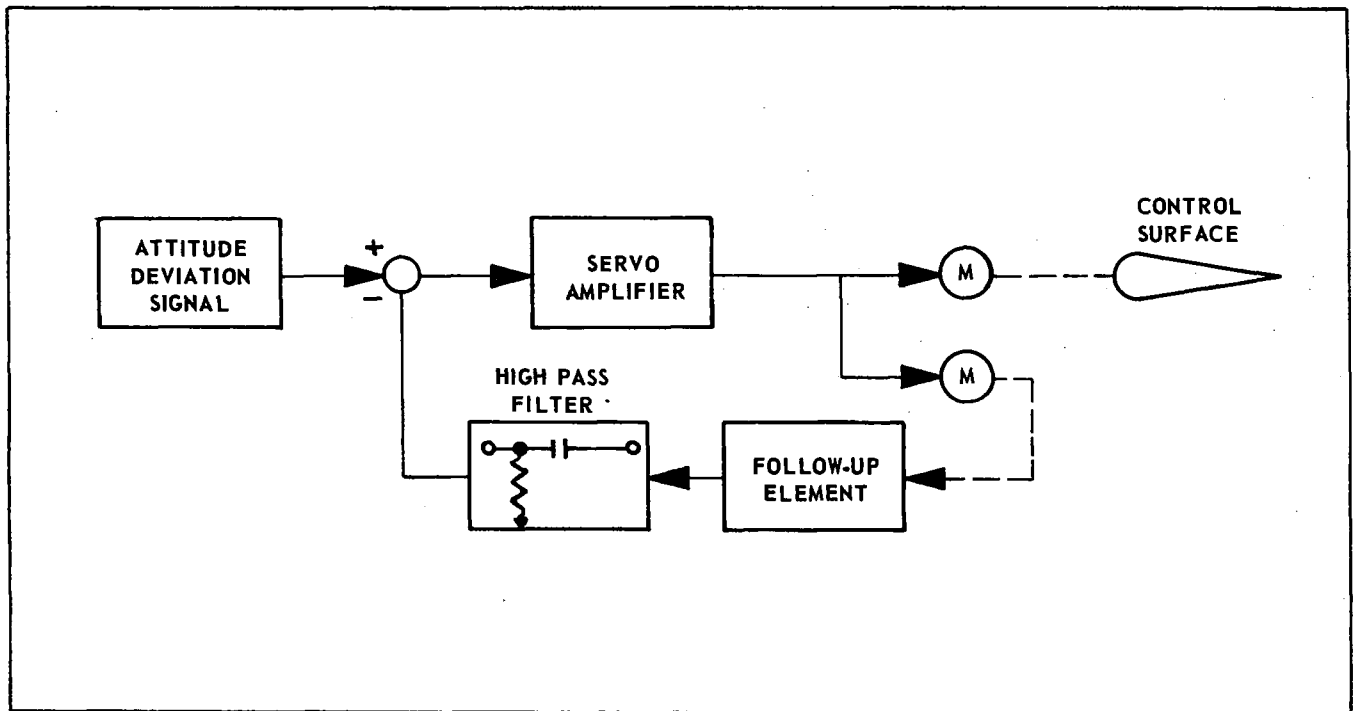 ATTITUDE
DEVIATION
SIGNAL
+
−
SERVO
AMPLIFIER
M
CONTROL
SURFACE
M
HIGH PASS
FILTER
FOLLOW-UP
ELEMENT